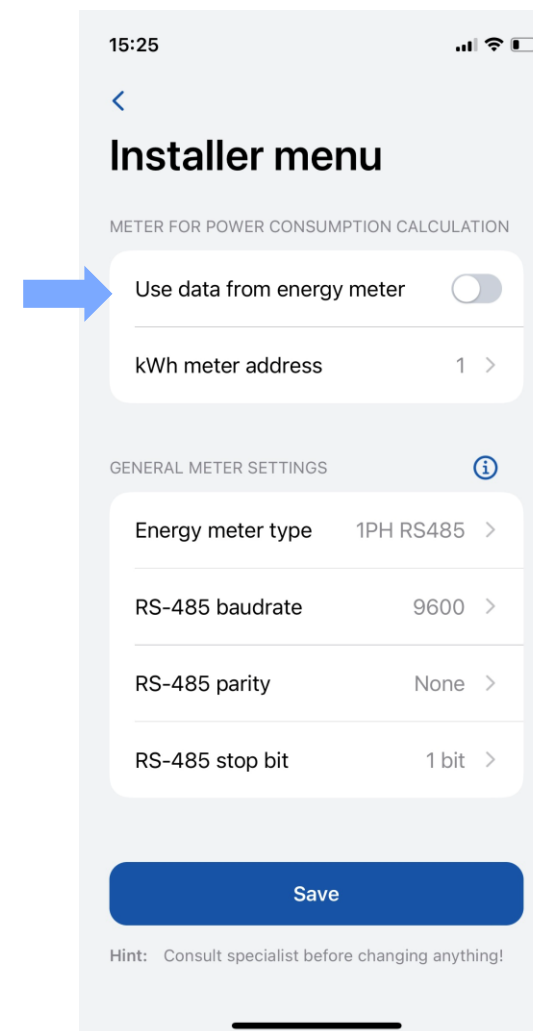 15:25
Installer menu
METER FOR POWER CONSUMPTION CALCULATION
Use data from energy meter
kWh meter address 1
GENERAL METER SETTINGS
Energy meter type 1PH RS485
RS-485 baudrate 9600
RS-485 parity None
RS-485 stop bit 1 bit
Save
Hint: Consult specialist before changing anything!